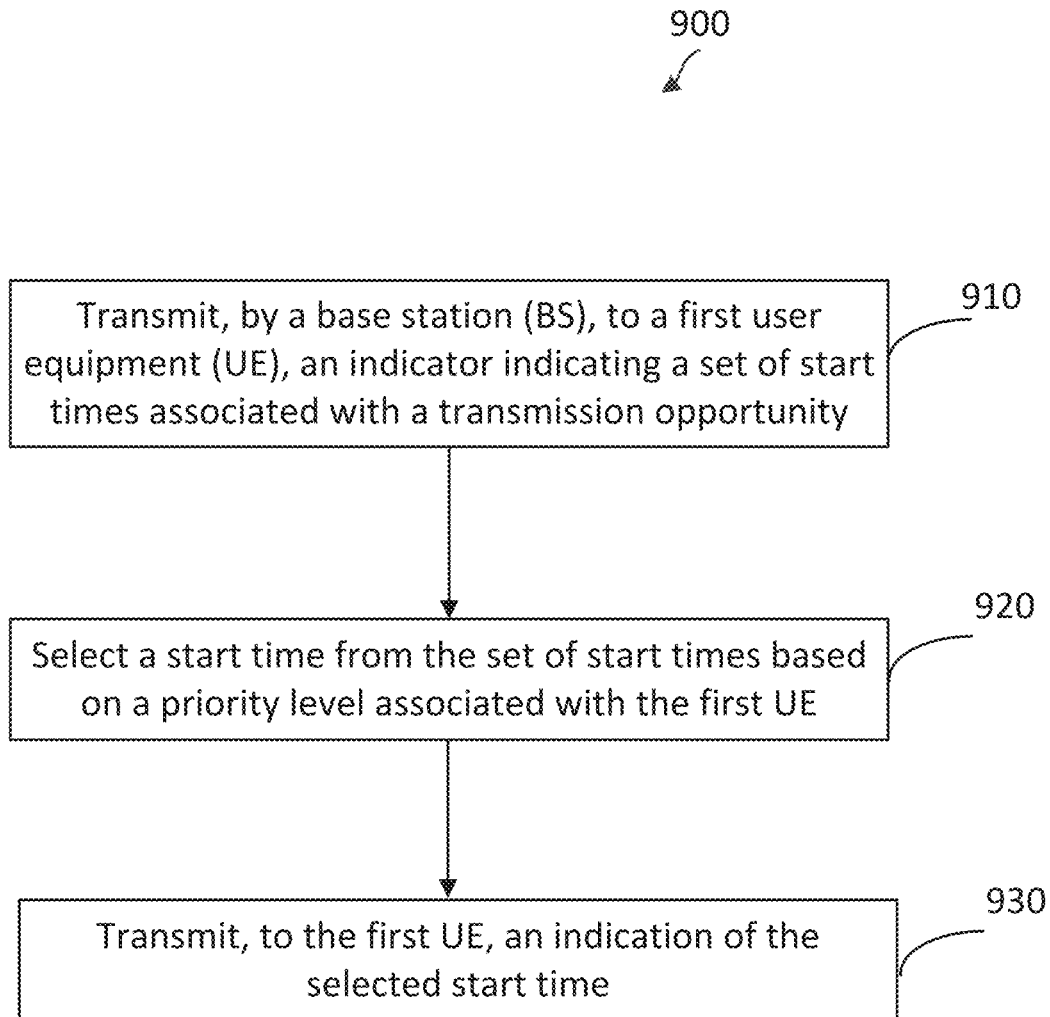 900
910
Transmit, by a base station (BS), to a first user
equipment (UE), an indicator indicating a set of start
times associated with a transmission opportunity
920
Select a start time from the set of start times based
on a priority level associated with the first UE
930
Transmit, to the first UE, an indication of the
selected start time